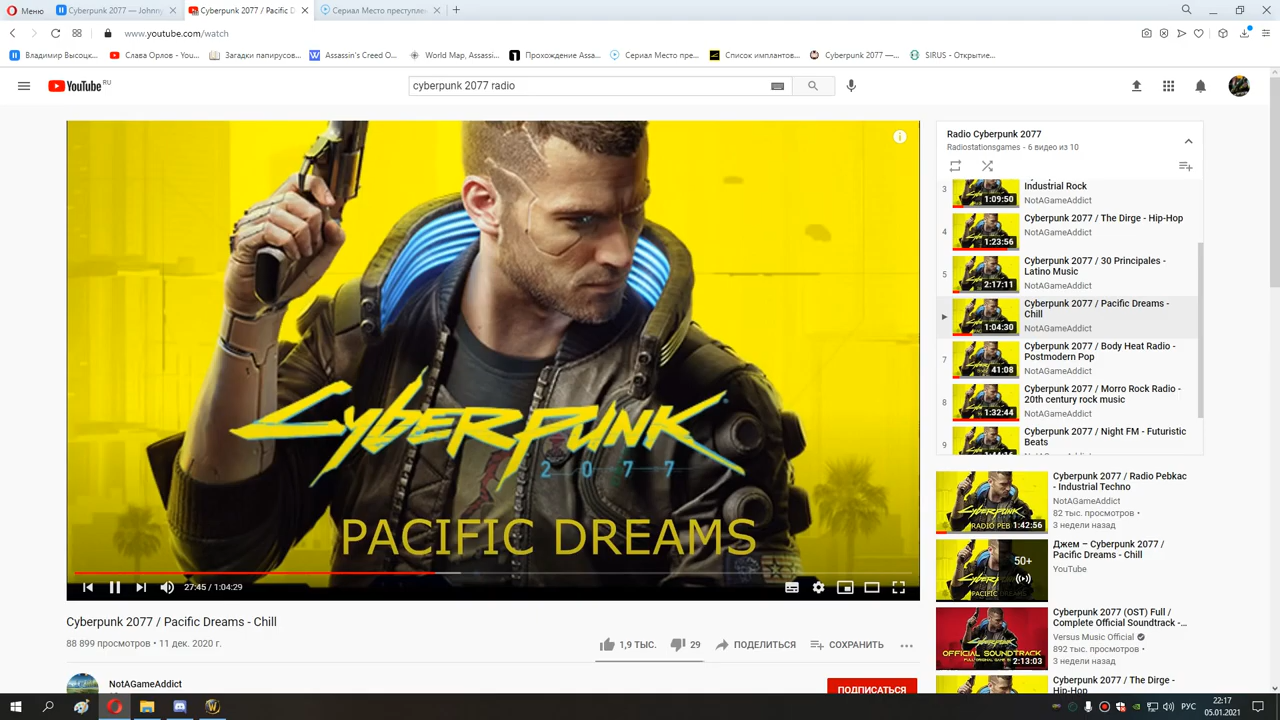 Меню
Cyberpunk 2077 — Johnny
Cyberpunk 2077 / Pacific D
Сериал Место преступлен
www.youtube.com/watch
Владимир Высоцк...
Слава Орлов - You...
Загадки папирусов...
Assassin's Creed O...
World Map, Assassi...
Прохождение Assa...
Сериал Место пре...
Список имплантов...
Cyberpunk 2077 —...
SIRUS - Открытие...
YouTube RU
cyberpunk 2077 radio
CYBERPUNK
2077
PACIFIC DREAMS
27:45 / 1:04:29
Cyberpunk 2077 / Pacific Dreams - Chill
88 899 просмотров • 11 дек. 2020 г.
1,9 ТЫС.
29
ПОДЕЛИТЬСЯ
СОХРАНИТЬ
NotAGameAddict
ПОДПИСАТЬСЯ
Radio Cyberpunk 2077
Radiostationsgames - 6 видео из 10
3
1:09:50
Industrial Rock
NotAGameAddict
4
1:23:56
Cyberpunk 2077 / The Dirge - Hip-Hop
NotAGameAddict
5
2:17:11
Cyberpunk 2077 / 30 Principales -
Latino Music
NotAGameAddict
1:04:30
Cyberpunk 2077 / Pacific Dreams -
Chill
NotAGameAddict
7
41:08
Cyberpunk 2077 / Body Heat Radio -
Postmodern Pop
NotAGameAddict
8
1:32:44
Cyberpunk 2077 / Morro Rock Radio -
20th century rock music
NotAGameAddict
9
Cyberpunk 2077 / Night FM - Futuristic
Beats
1:42:56
Cyberpunk 2077 / Radio Pebkac
- Industrial Techno
NotAGameAddict
82 тыс. просмотров •
3 недели назад
50+
PACIFIC DREAMS
Джем – Cyberpunk 2077 /
Pacific Dreams - Chill
YouTube
OFFICIAL SOUNDTRACK
2:13:03
Cyberpunk 2077 (OST) Full /
Complete Official Soundtrack -...
Versus Music Official
892 тыс. просмотров •
3 недели назад
Cyberpunk 2077 / The Dirge -
Hip-Hop
РУС
22:17
05.01.2021